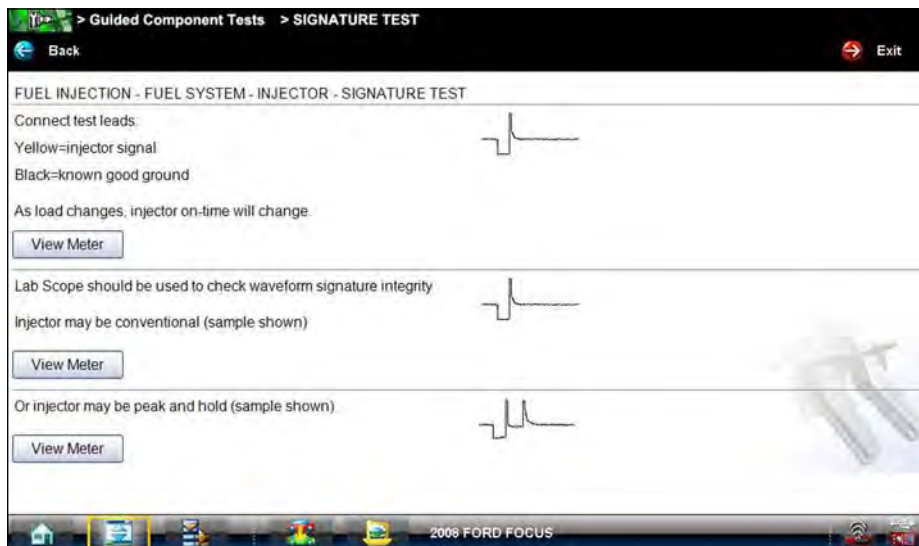 > Guided Component Tests > SIGNATURE TEST
Back
Exit
FUEL INJECTION - FUEL SYSTEM - INJECTOR - SIGNATURE TEST
Connect test leads:
Yellow=injector signal
Black=known good ground
As load changes, injector on-time will change.
View Meter
Lab Scope should be used to check waveform signature integrity
Injector may be conventional (sample shown)
View Meter
Or injector may be peak and hold (sample shown)
View Meter
2008 FORD FOCUS